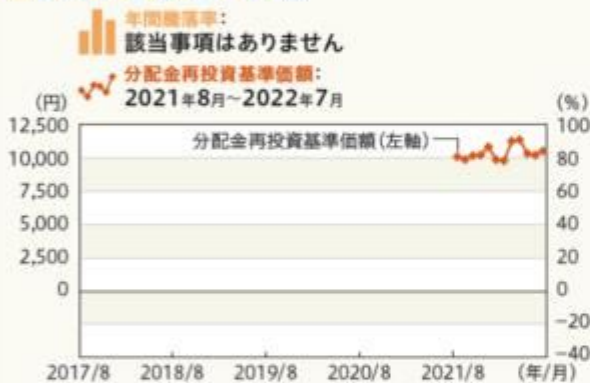 年間騰落率：
該当事項はありません
分配金再投資基準価額：
2021年8月～2022年7月
(円)
(%)
12,500
100
分配金再投資基準価額(左軸)
10,000
80
7,500
60
5,000
40
2,500
20
0
0
−20
−40
2017/8 2018/8 2019/8 2020/8 2021/8 (年/月)